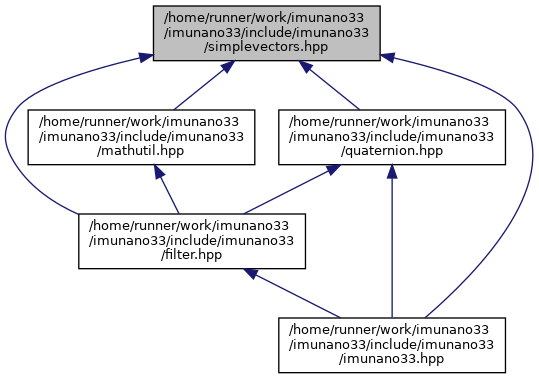 /home/runner/work/imunano33
/imunano33/include/imunano33
/simplevectors.hpp
/home/runner/work/imunano33
/imunano33/include/imunano33
/mathutil.hpp
/home/runner/work/imunano33
/imunano33/include/imunano33
/quaternion.hpp
/home/runner/work/imunano33
/imunano33/include/imunano33
/filter.hpp
/home/runner/work/imunano33
/imunano33/include/imunano33
/imunano33.hpp